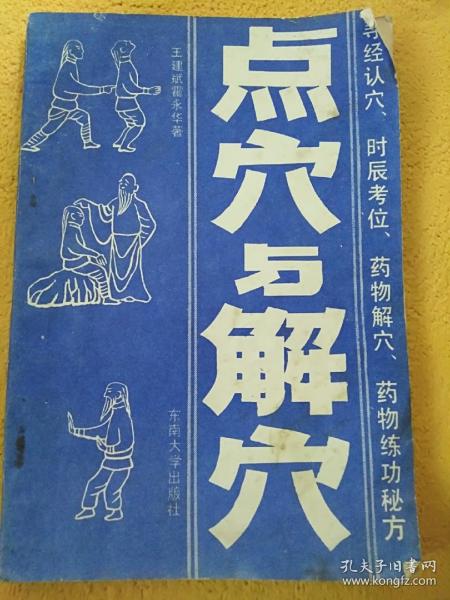 寻经认穴、时辰考位、药物解穴、药物练功秘方
点穴与解穴
王建斌霍永华著
东南大学出版社
孔夫子旧书网
www.kongfz.com